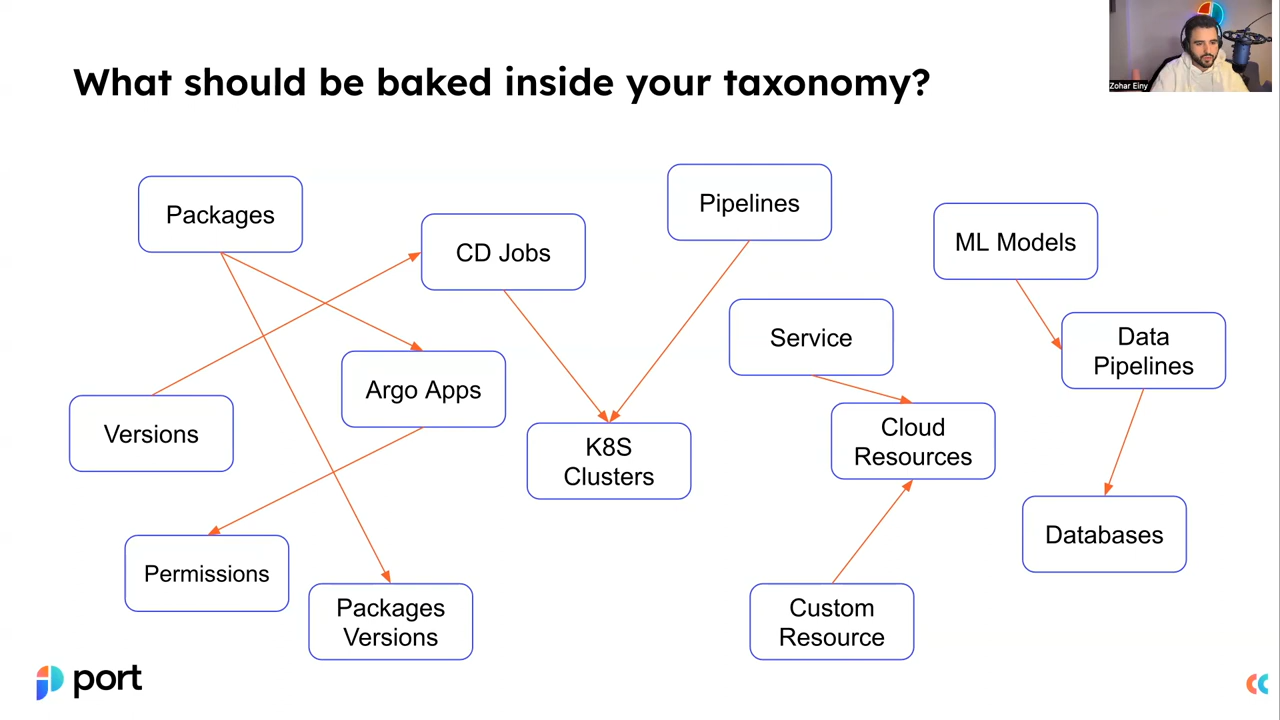 What should be baked inside your taxonomy?
Zohar Einy
Packages
Pipelines
CD Jobs
ML Models
Service
Data
Pipelines
Argo Apps
Versions
K8S
Clusters
Cloud
Resources
Databases
Permissions
Packages
Versions
Custom
Resource
port